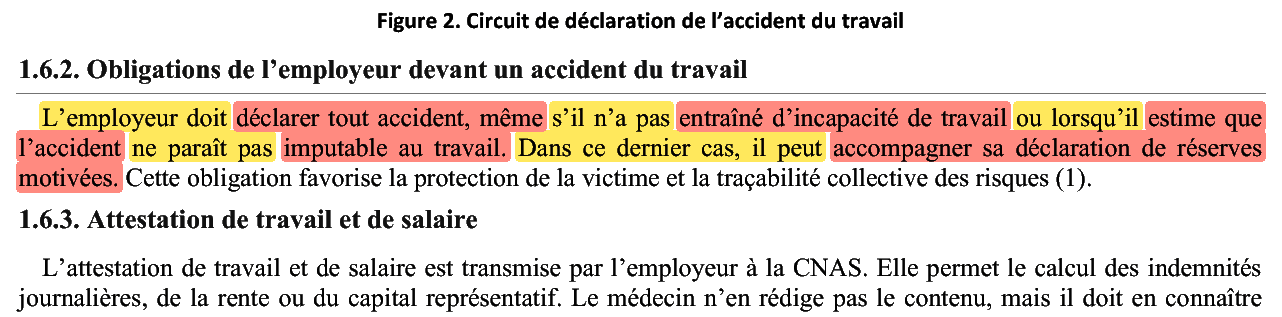 Figure 2. Circuit de déclaration de l’accident du travail
1.6.2. Obligations de l’employeur devant un accident du travail
L’employeur doit déclarer tout accident, même s’il n’a pas entraîné d’incapacité de travail ou lorsqu’il estime que
l’accident ne paraît pas imputable au travail. Dans ce dernier cas, il peut accompagner sa déclaration de réserves
motivées. Cette obligation favorise la protection de la victime et la traçabilité collective des risques (1).
1.6.3. Attestation de travail et de salaire
L’attestation de travail et de salaire est transmise par l’employeur à la CNAS. Elle permet le calcul des indemnités
journalières, de la rente ou du capital représentatif. Le médecin n’en rédige pas le contenu, mais il doit en connaître